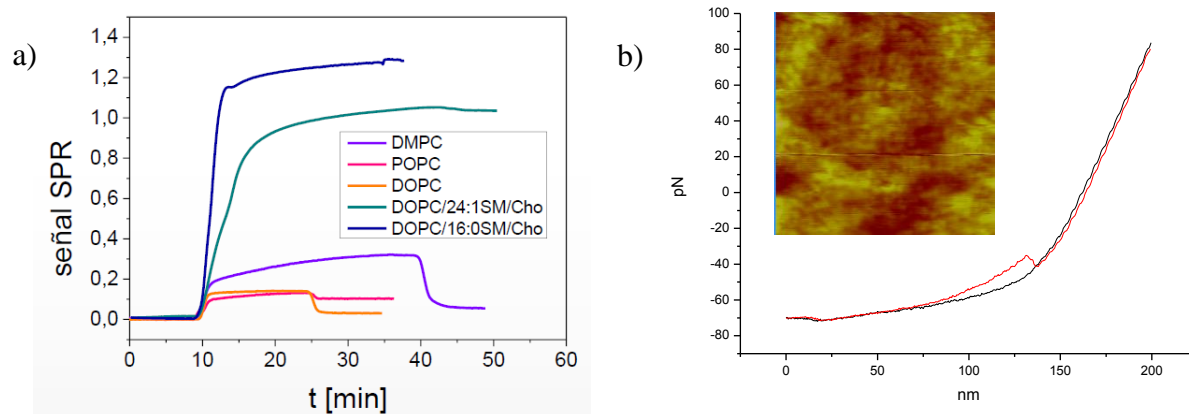 a)
señal SPR
1,4
1,2
1,0
0,8
0,6
0,4
0,2
0,0
DMPC
POPC
DOPC
DOPC/24:1SM/Cho
DOPC/16:0SM/Cho
0
10
20
30
40
50
60
t [min]
b)
pN
100
80
60
40
20
0
-20
-40
-60
-80
0
50
100
150
200
nm